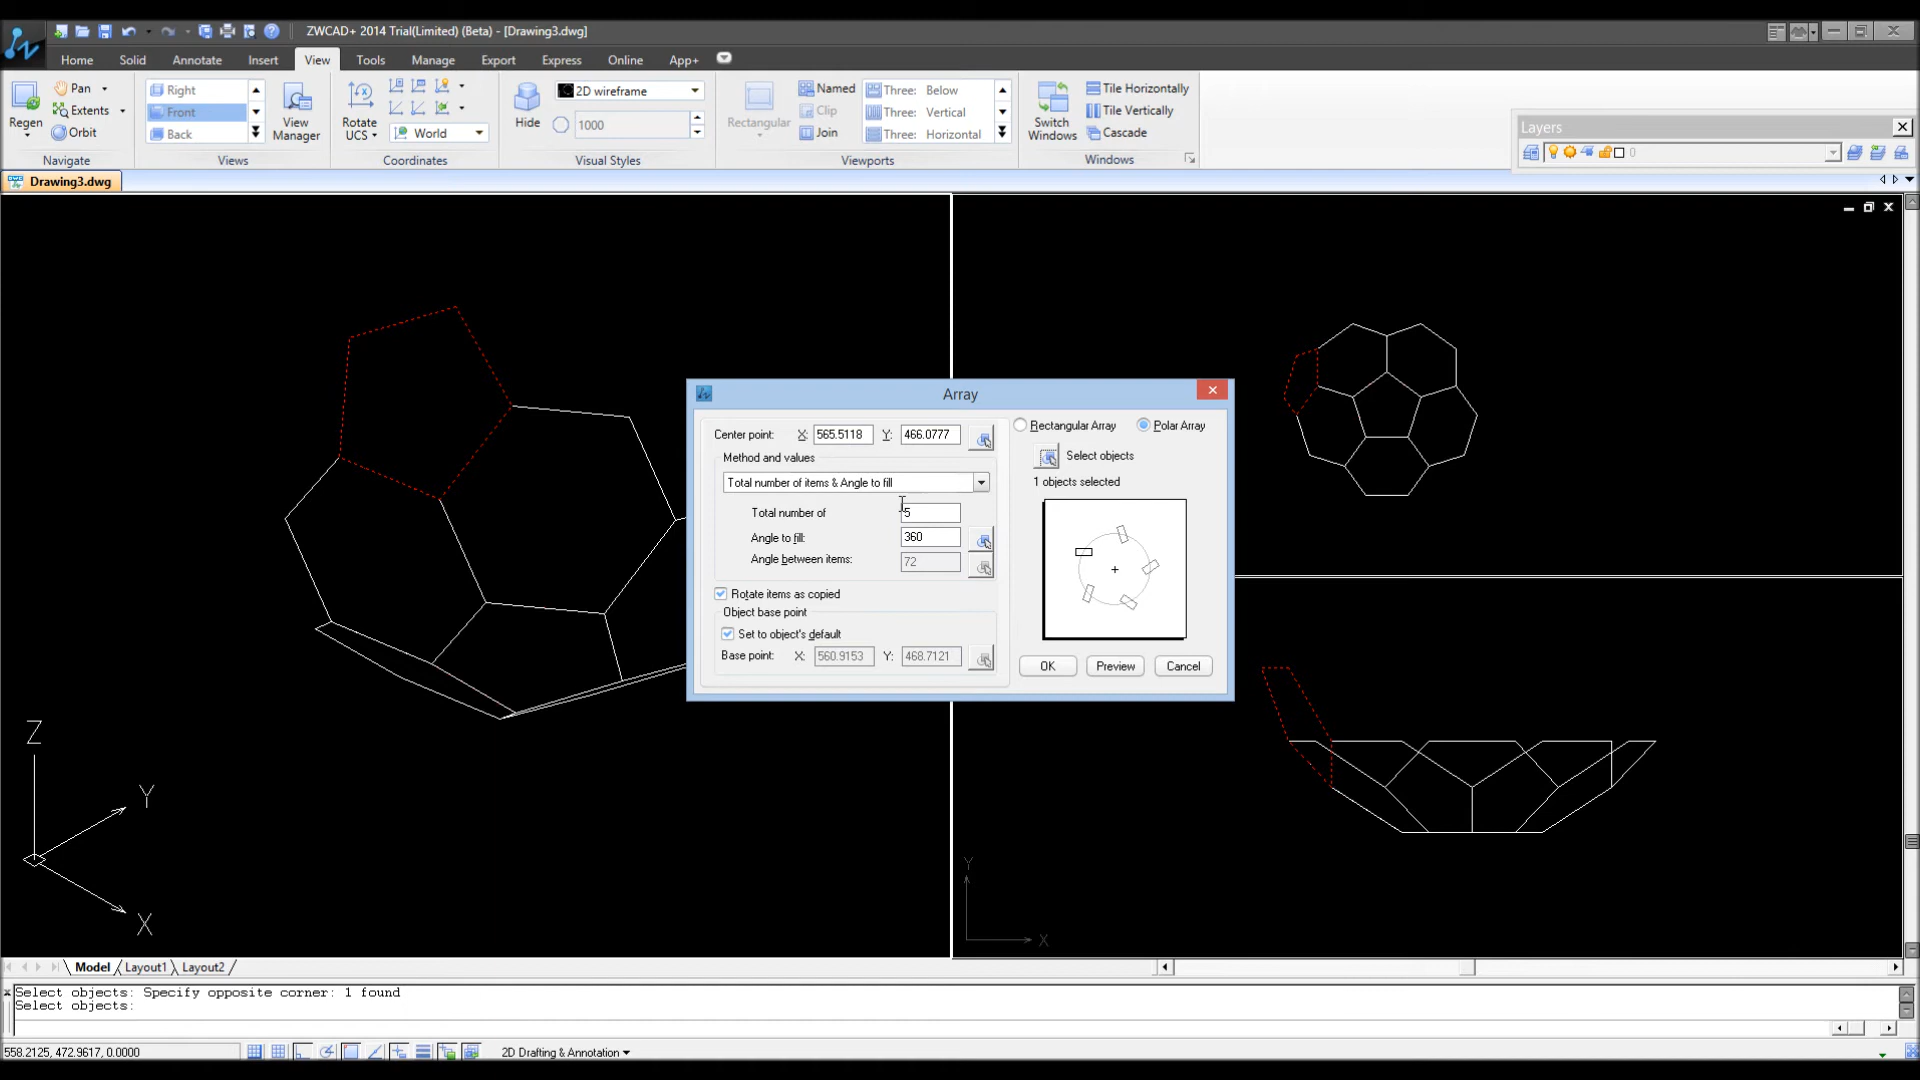 ZWCAD+ 2014 Trial(Limited) (Beta) - [Drawing3.dwg]
Home Solid Annotate Insert View Tools Manage Export Express Online App+
Regen
Pan
Extents
Orbit
Navigate
Right
Front
Back
View Manager
Views
Rotate UCS
World
Coordinates
Hide
2D wireframe
1000
Visual Styles
Rectangular
Named
Clip
Join
Three: Below
Three: Vertical
Three: Horizontal
Viewports
Switch Windows
Tile Horizontally
Tile Vertically
Cascade
Windows
Layers
0
Drawing3.dwg
Array
Center point: X: 565.5118 Y: 466.0777
Method and values
Total number of items & Angle to fill
Total number of 5
Angle to fill: 360
Angle between items: 72
Rotate items as copied
Object base point
Set to object's default
Base point: X: 560.9153 Y: 468.7121
Rectangular Array Polar Array
Select objects
1 objects selected
OK Preview Cancel
Z
Y
X
Y
X
Model Layout1 Layout2
Select objects: Specify opposite corner: 1 found
Select objects:
558.2125, 472.9617, 0.0000
2D Drafting & Annotation